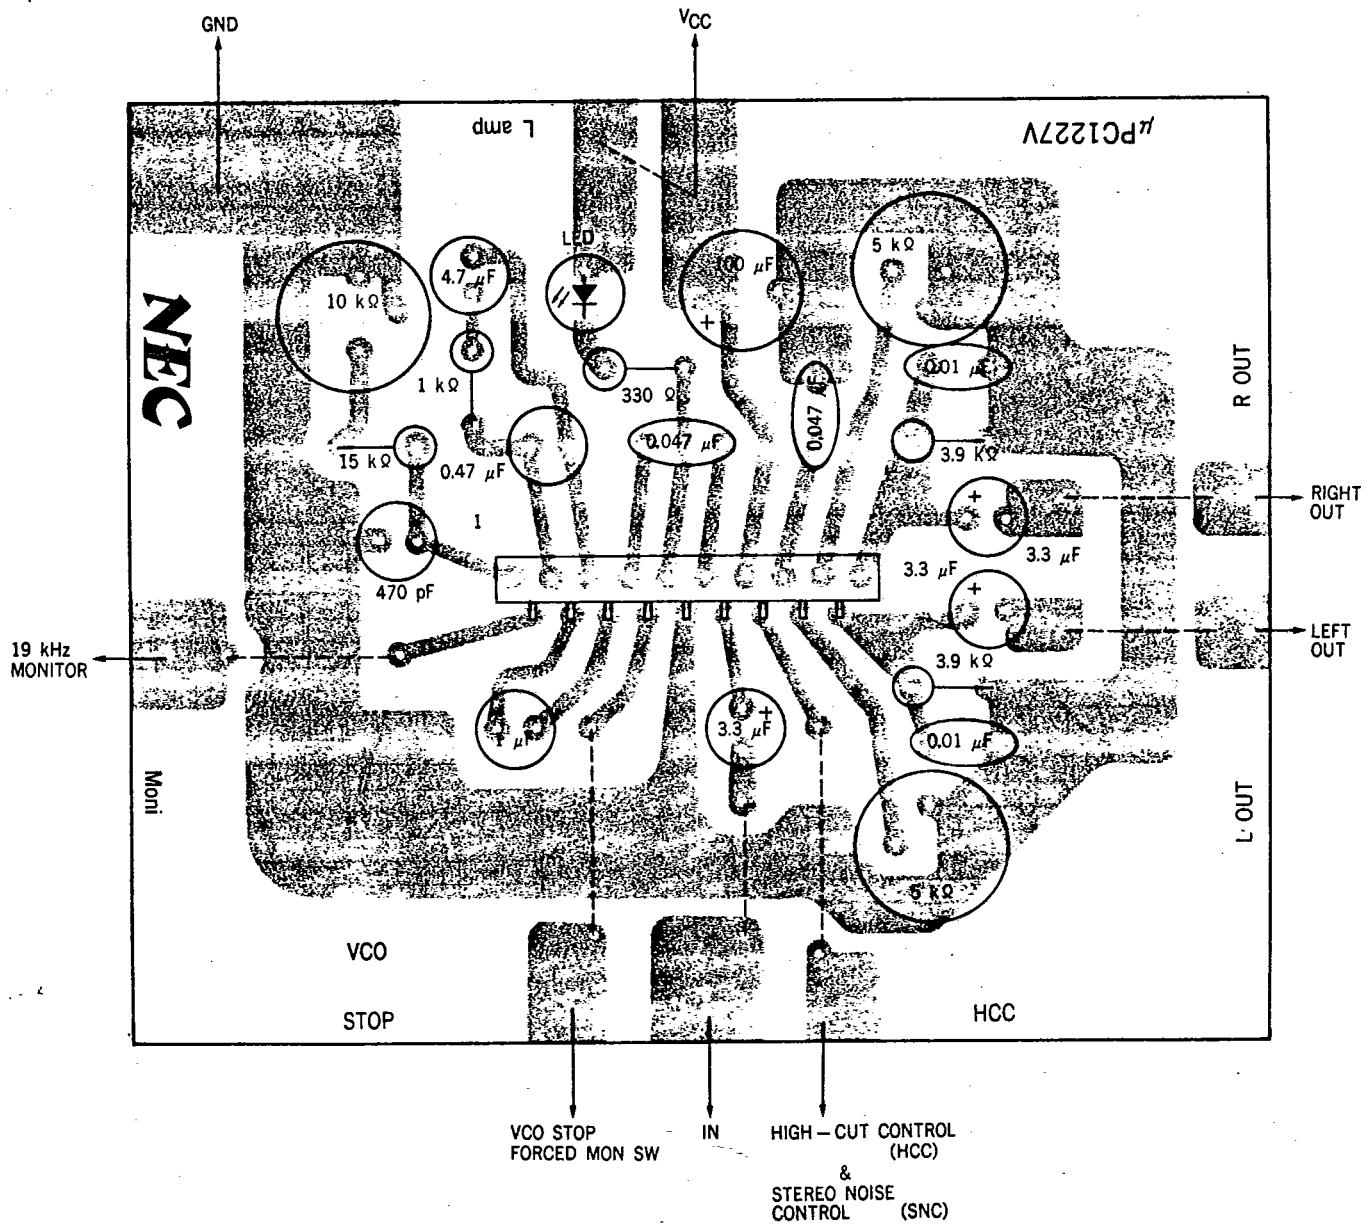 GND
VCC
L amp
µPC1227V
LED
5 kΩ
4.7 µF
100 µF
10 kΩ
NEC
0.01 µF
1 kΩ
330 Ω
0.047 µF
R OUT
0.047 µF
15 kΩ
0.47 µF
3.9 kΩ
RIGHT
OUT
1
3.3 µF
3.3 µF
470 pF
19 kHz
MONITOR
LEFT
OUT
3.9 kΩ
1 µF
3.3 µF
0.01 µF
Moni
L OUT
5 kΩ
VCO
STOP
HCC
VCO STOP
FORCED MON SW
IN
HIGH – CUT CONTROL
(HCC)
&
STEREO NOISE
CONTROL (SNC)